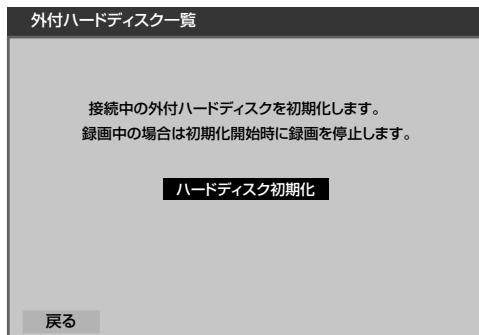 外付ハードディスク一覧
接続中の外付ハードディスクを初期化します。
録画中の場合は初期化開始時に録画を停止します。
ハードディスク初期化
戻る